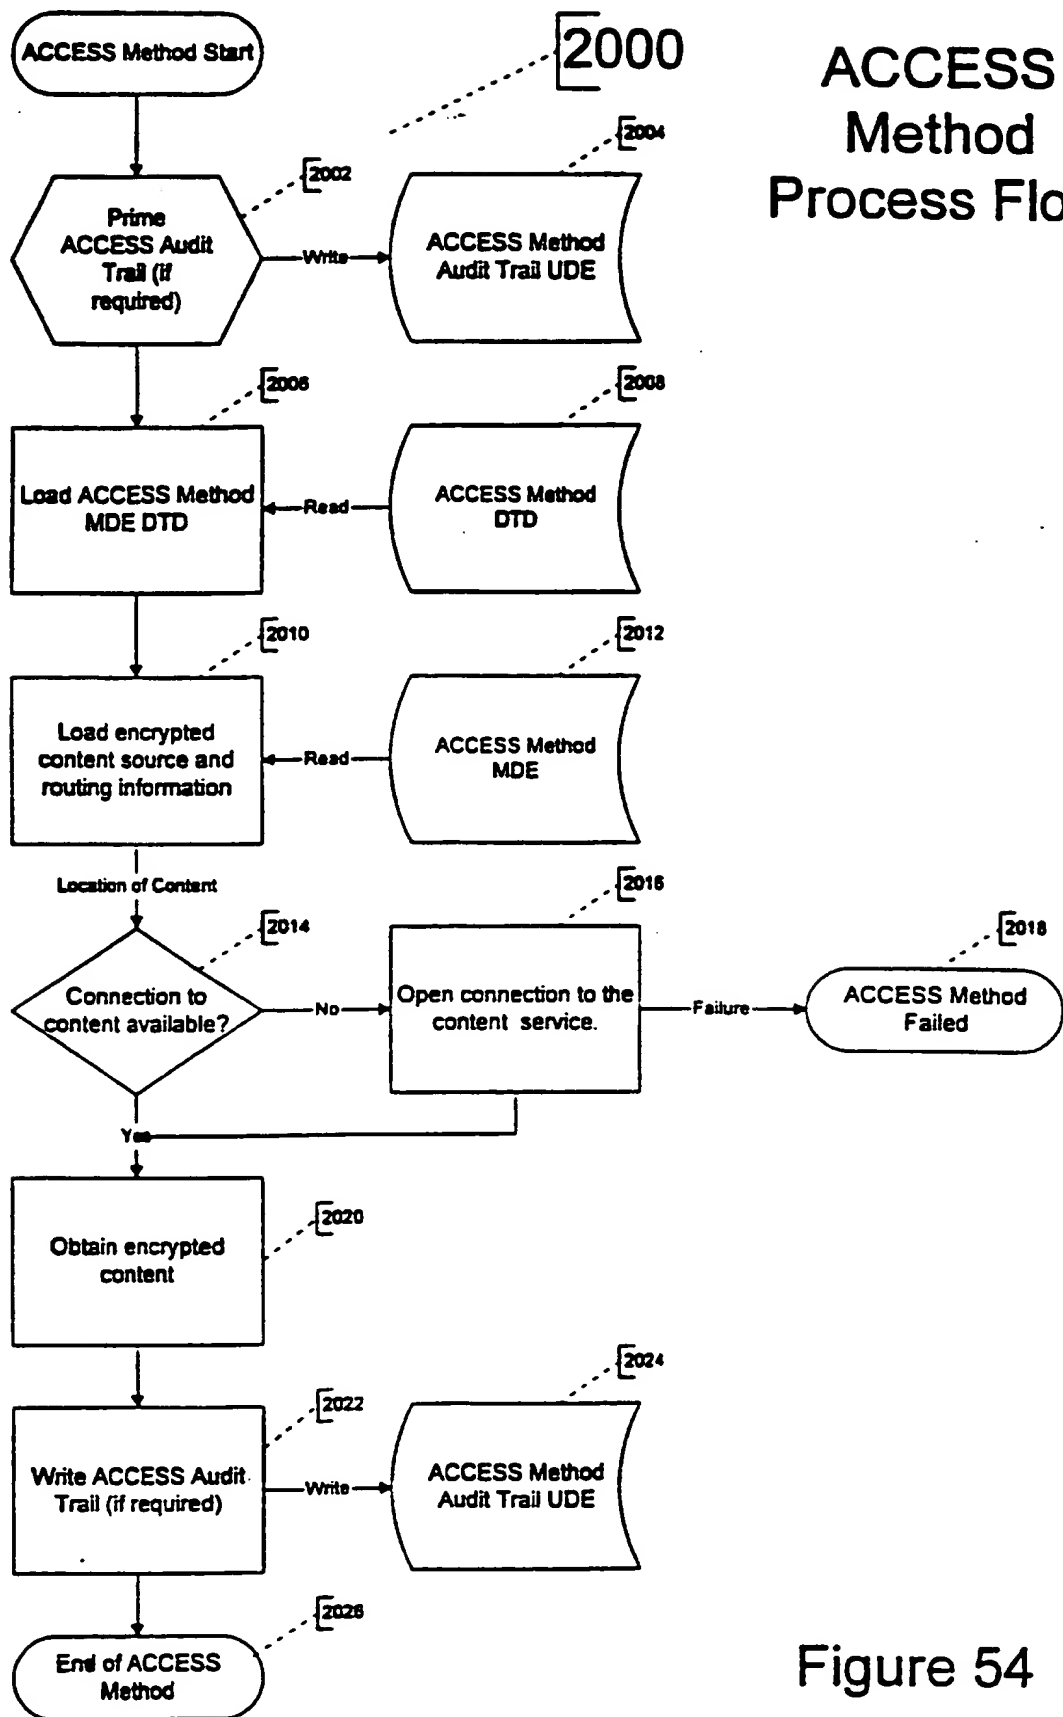 ACCESS Method Start
2000
ACCESS
Method
Process Flo
2002
2004
Prime
ACCESS Audit
Trail (if
required)
Write
ACCESS Method
Audit Trail UDE
2006
2008
Load ACCESS Method
MDE DTD
Read
ACCESS Method
DTD
2010
2012
Load encrypted
content source and
routing information
Read
ACCESS Method
MDE
Location of Content
2014
2016
2018
Connection to
content available?
No
Open connection to the
content service.
Failure
ACCESS Method
Failed
Yes
2020
Obtain encrypted
content
2022
2024
Write ACCESS Audit
Trail (if required)
Write
ACCESS Method
Audit Trail UDE
2026
End of ACCESS
Method
Figure 54